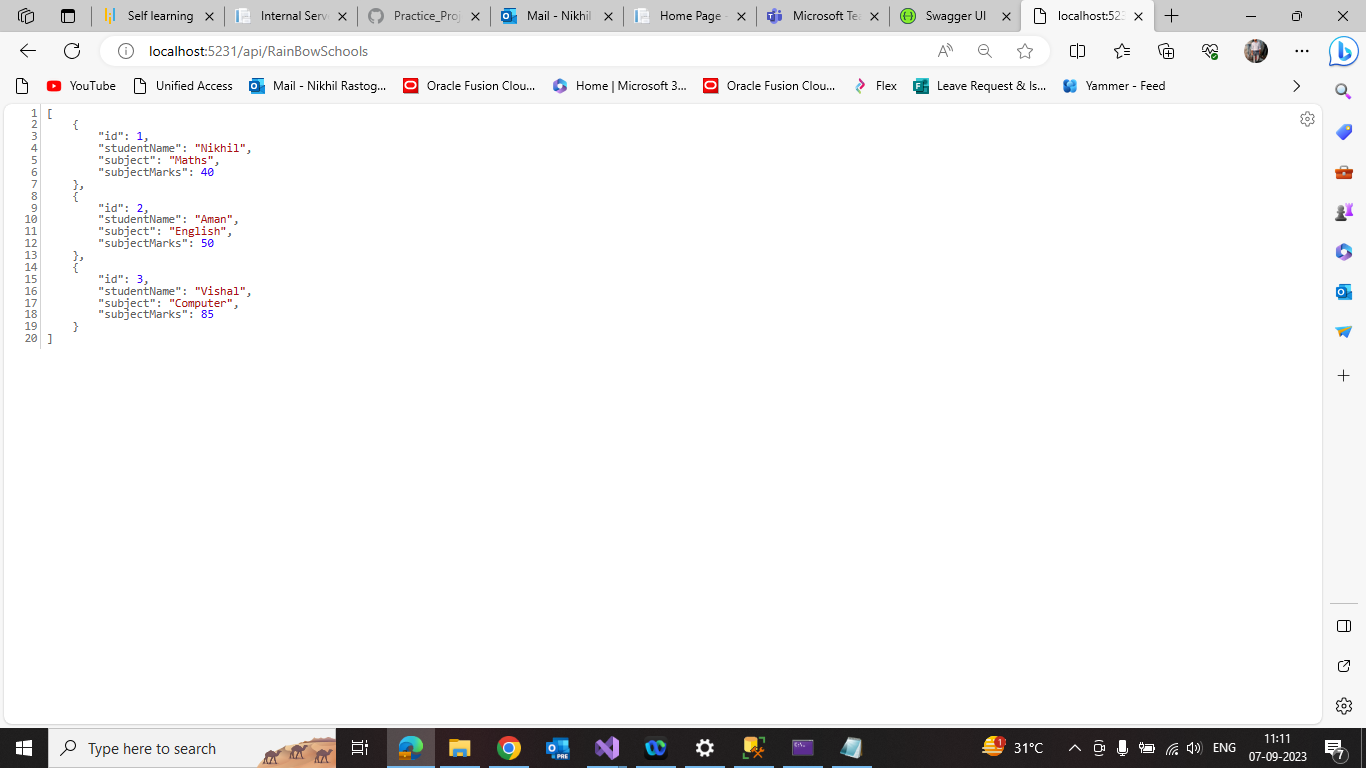 Self learning
Internal Serv
Practice_Proj
Mail - Nikhil
Home Page -
Microsoft Tea
Swagger UI
localhost:523
localhost:5231/api/RainBowSchools
YouTube
Unified Access
Mail - Nikhil Rastog...
Oracle Fusion Clou...
Home | Microsoft 3...
Oracle Fusion Clou...
Flex
Leave Request & Is...
Yammer - Feed
1 [
2 {
3 "id": 1,
4 "studentName": "Nikhil",
5 "subject": "Maths",
6 "subjectMarks": 40
7 },
8 {
9 "id": 2,
10 "studentName": "Aman",
11 "subject": "English",
12 "subjectMarks": 50
13 },
14 {
15 "id": 3,
16 "studentName": "Vishal",
17 "subject": "Computer",
18 "subjectMarks": 85
19 }
20 ]
Type here to search
PRE
1
31°C
ENG
11:11
07-09-2023
7